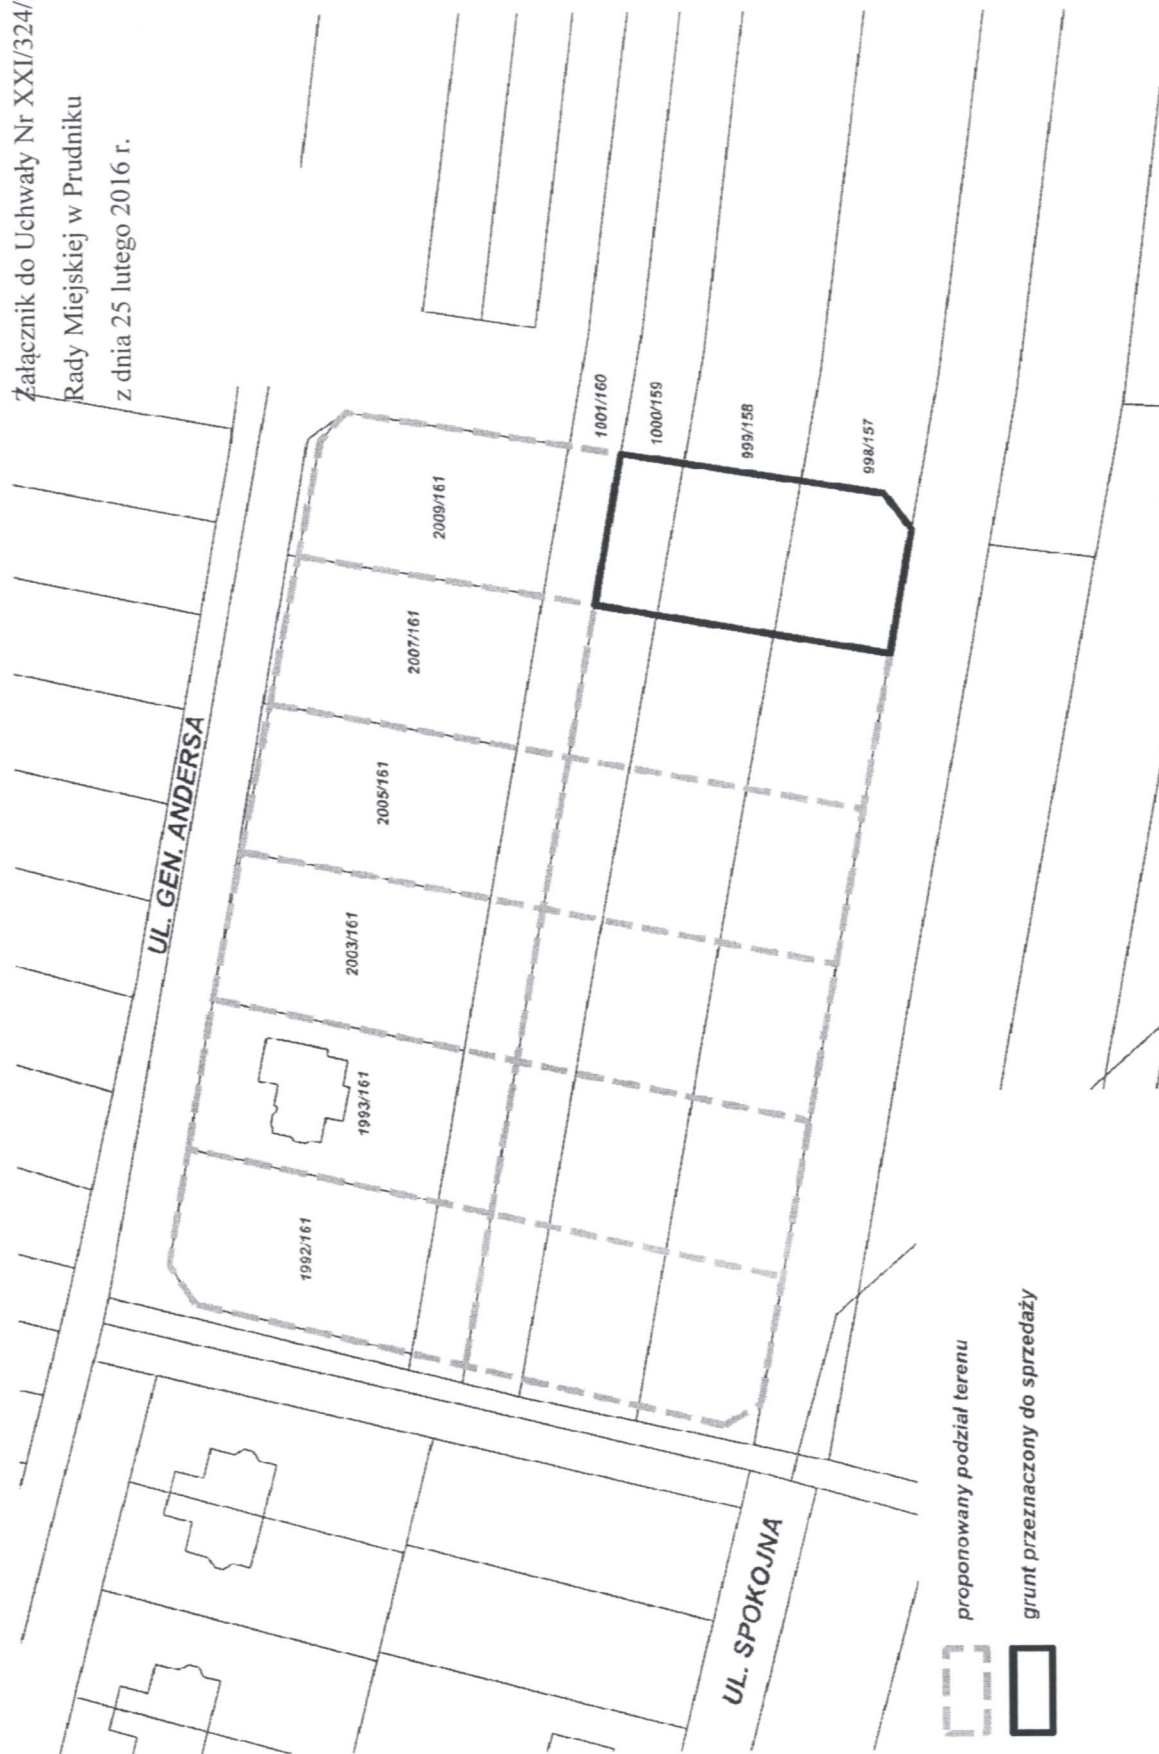 Załącznik do Uchwały Nr XXI/324/
Rady Miejskiej w Prudniku
z dnia 25 lutego 2016 r.
UL. GEN. ANDERSA
1992/161
1993/161
2003/161
2005/161
2007/161
2009/161
1001/160
1000/159
999/158
998/157
UL. SPOKOJNA
proponowany podział terenu
grunt przeznaczony do sprzedaży